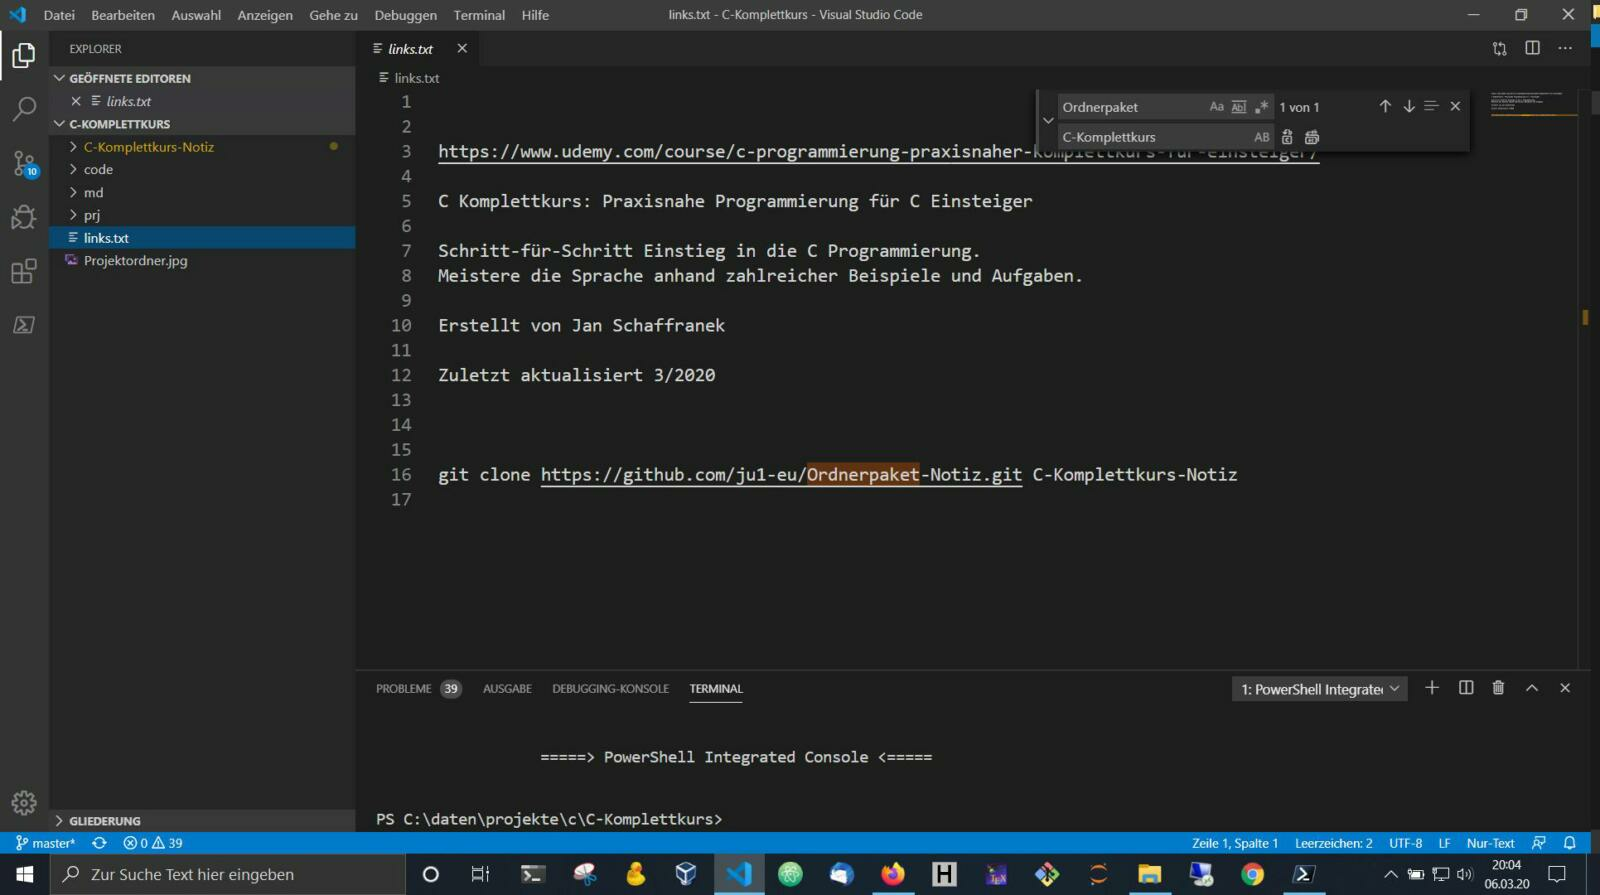 Datei Bearbeiten Auswahl Anzeigen Gehe zu Debuggen Terminal Hilfe links.txt - C-Komplettkurs - Visual Studio Code
EXPLORER
GEÖFFNETE EDITOREN
links.txt
C-KOMPLETTKURS
C-Komplettkurs-Notiz
code
md
prj
links.txt
Projektordner.jpg
GLIEDERUNG
10
links.txt
links.txt
Ordnerpaket Aa Abl .* 1 von 1
C-Komplettkurs AB
1
2
3 https://www.udemy.com/course/c-programmierung-praxisnaher-komplettkurs-fur-einsteiger/
4
5 C Komplettkurs: Praxisnahe Programmierung für C Einsteiger
6
7 Schritt-für-Schritt Einstieg in die C Programmierung.
8 Meistere die Sprache anhand zahlreicher Beispiele und Aufgaben.
9
10 Erstellt von Jan Schaffranek
11
12 Zuletzt aktualisiert 3/2020
13
14
15
16 git clone https://github.com/ju1-eu/Ordnerpaket-Notiz.git C-Komplettkurs-Notiz
17
PROBLEME 39 AUSGABE DEBUGGING-KONSOLE TERMINAL 1: PowerShell Integrated
=====> PowerShell Integrated Console <=====
PS C:\daten\projekte\c\C-Komplettkurs>
master* 0 39 Zeile 1, Spalte 1 Leerzeichen: 2 UTF-8 LF Nur-Text
Zur Suche Text hier eingeben
H
20:04
06.03.20